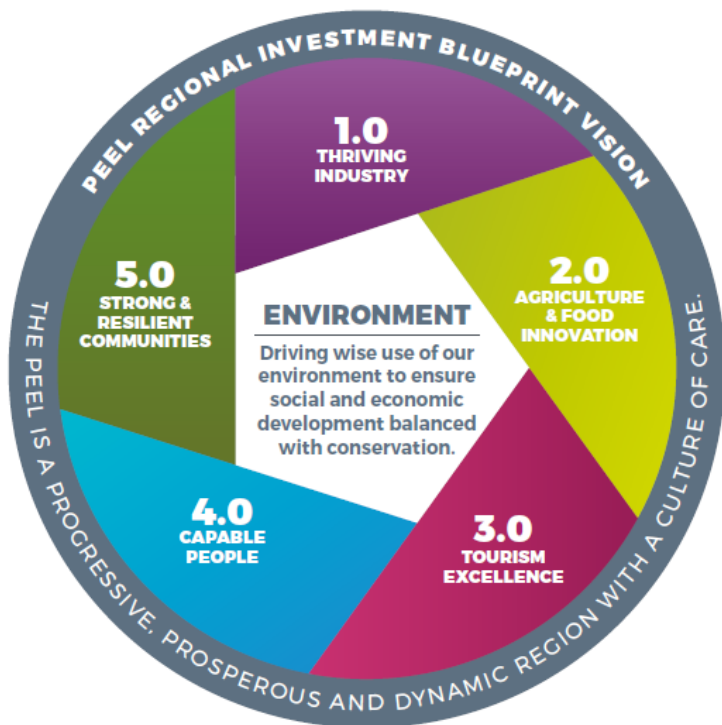 PEEL REGIONAL INVESTMENT BLUEPRINT VISION
1.0
THRIVING
INDUSTRY
2.0
AGRICULTURE
& FOOD
INNOVATION
3.0
TOURISM
EXCELLENCE
4.0
CAPABLE
PEOPLE
5.0
STRONG &
RESILIENT
COMMUNITIES
ENVIRONMENT
Driving wise use of our
environment to ensure
social and economic
development balanced
with conservation.
THE PEEL IS A PROGRESSIVE, PROSPEROUS AND DYNAMIC REGION WITH A CULTURE OF CARE.